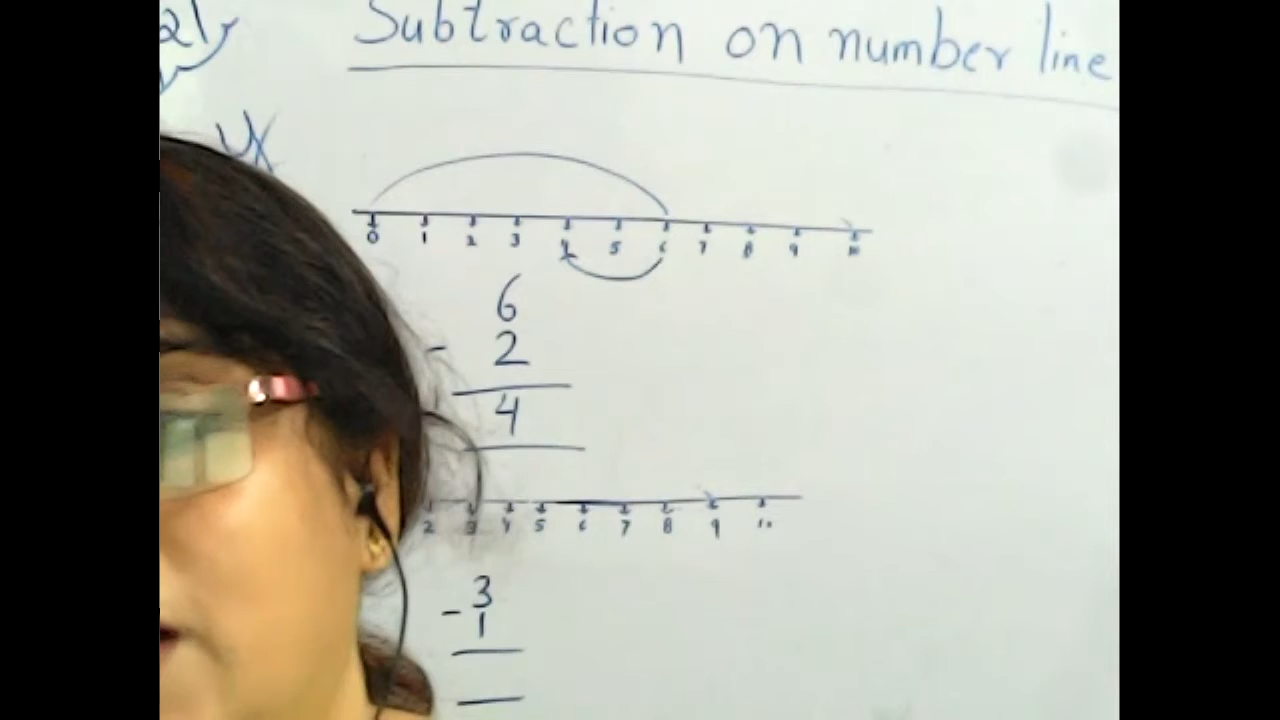 21
Subtraction on number line
0 1 2 3 4 5 6 7 8 9 10
6
- 2
4
2 3 4 5 6 7 8 9 10
3
- 1